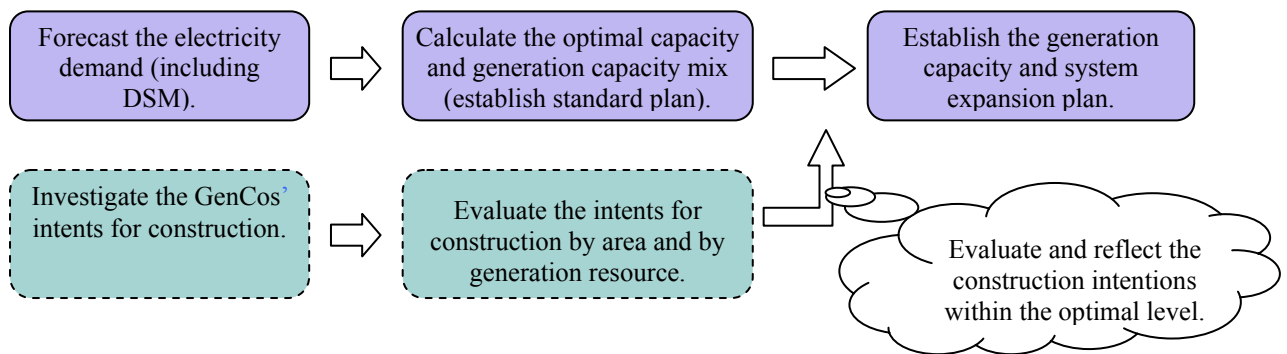 Forecast the electricity
demand (including
DSM).
Calculate the optimal capacity
and generation capacity mix
(establish standard plan).
Establish the generation
capacity and system
expansion plan.
Investigate the GenCos’
intents for construction.
Evaluate the intents for
construction by area and by
generation resource.
Evaluate and reflect the
construction intentions
within the optimal level.